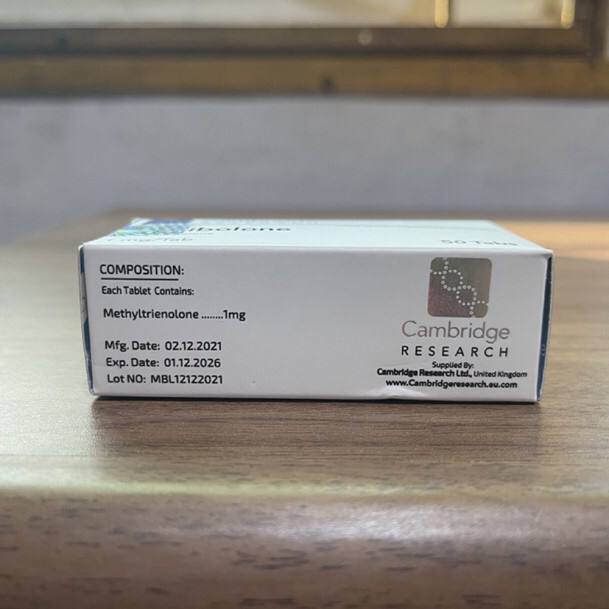 50 Tabs
COMPOSITION:
Each Tablet Contains:
Methyltrienolone ........1mg
Mfg. Date: 02.12.2021
Exp. Date: 01.12.2026
Lot NO: MBL12122021
Cambridge
RESEARCH
Supplied By:
Cambridge Research Ltd., United Kingdom
www.Cambridgeresearch.eu.com